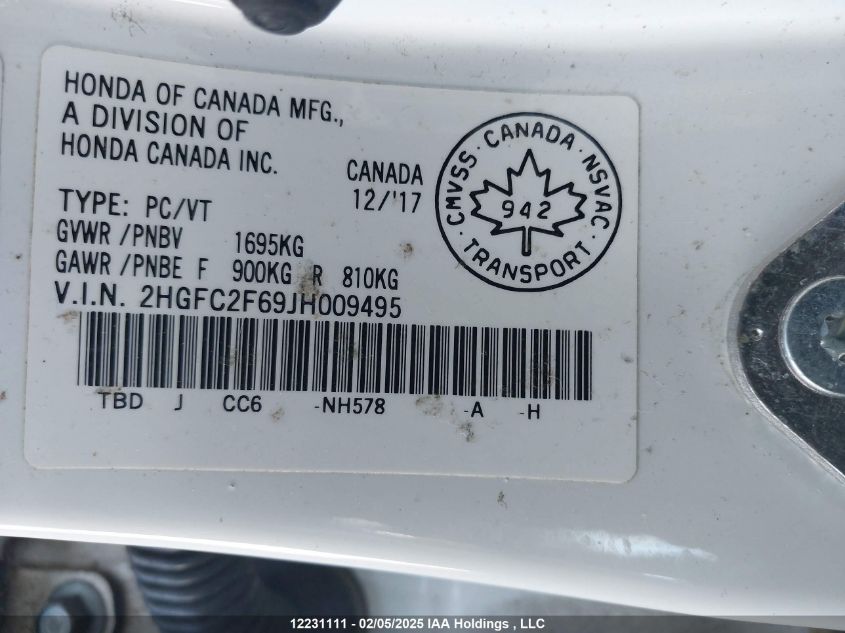 HONDA OF CANADA MFG.,
A DIVISION OF
HONDA CANADA INC.
CANADA
12/'17
TYPE: PC/VT
GVWR /PNBV 1695KG
GAWR /PNBE F 900KG R 810KG
V.I.N. 2HGFC2F69JH009495
TBD J CC6 -NH578 -A -H
CMVSS · CANADA · NSVAC
942
· TRANSPORT ·
12231111 - 02/05/2025 IAA Holdings , LLC